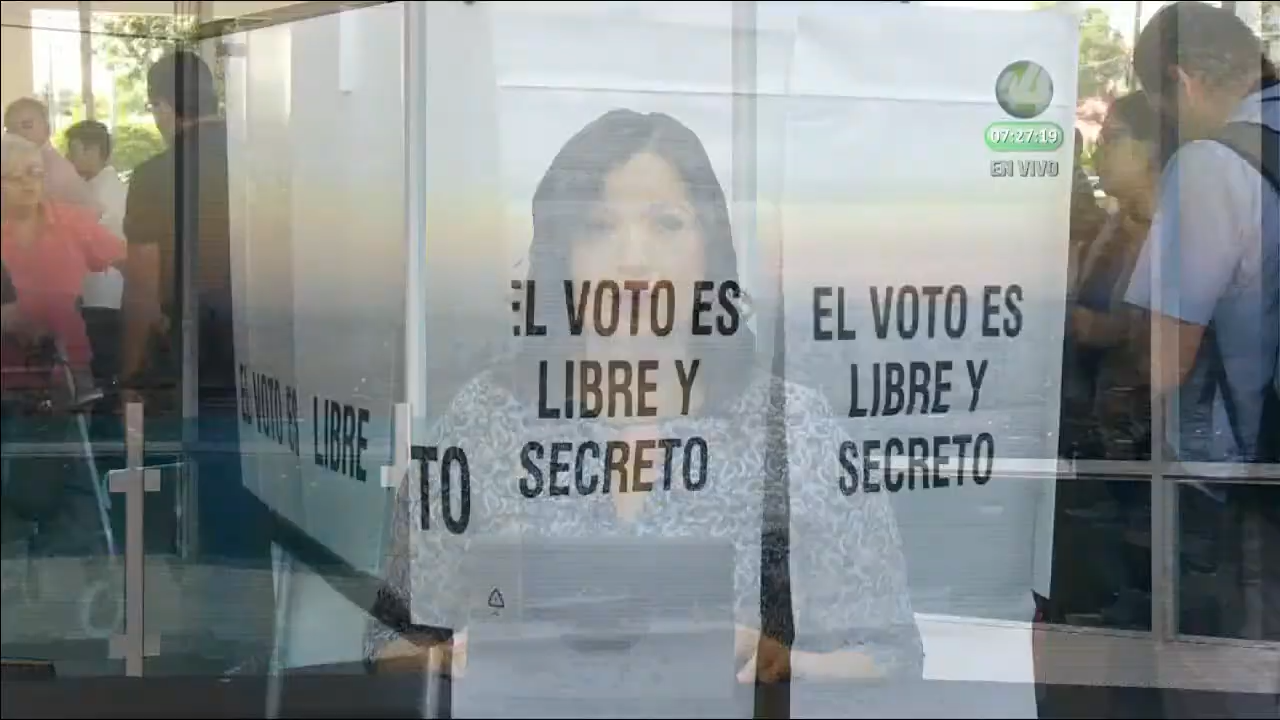 07:27:19
EN VIVO
EL VOTO ES
LIBRE Y
SECRETO
EL VOTO ES
LIBRE Y
SECRETO
EL VOTO ES
LIBRE
TO